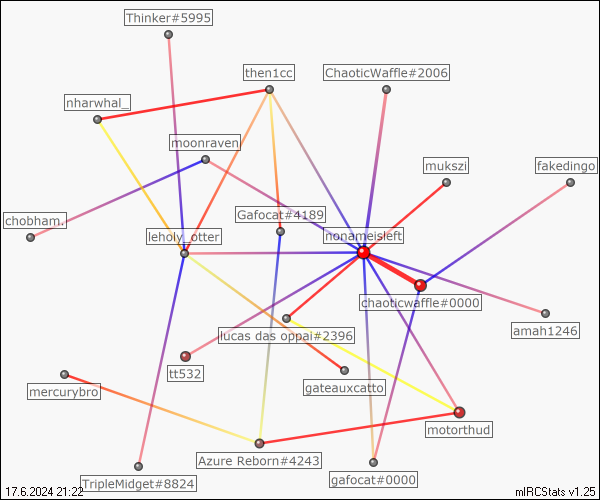 Thinker#5995
then1cc
ChaoticWaffle#2006
nharwhal_
moonraven
mukszi
fakedingo
chobham.
Gafocat#4189
leholy_otter
nonameisleft
chaoticwaffle#0000
amah1246
lucas das oppai#2396
tt532
gateauxcatto
mercurybro
motorthud
Azure Reborn#4243
gafocat#0000
TripleMidget#8824
17.6.2024 21:22
mIRCStats v1.25